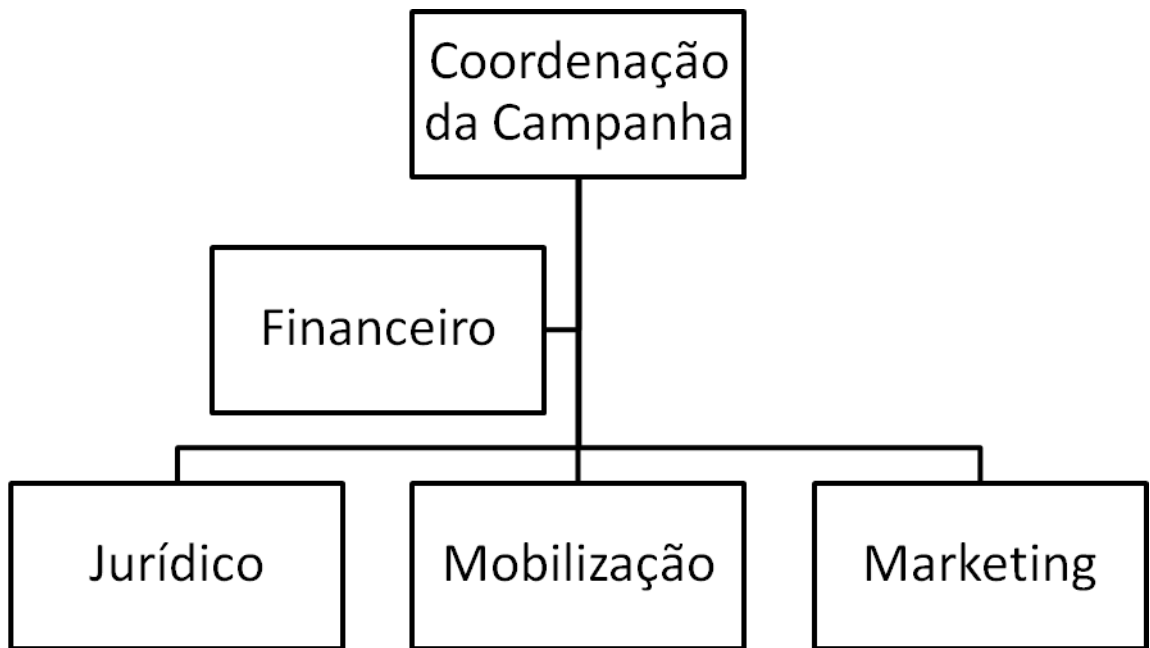 Coordenação
da Campanha
Financeiro
Jurídico
Mobilização
Marketing